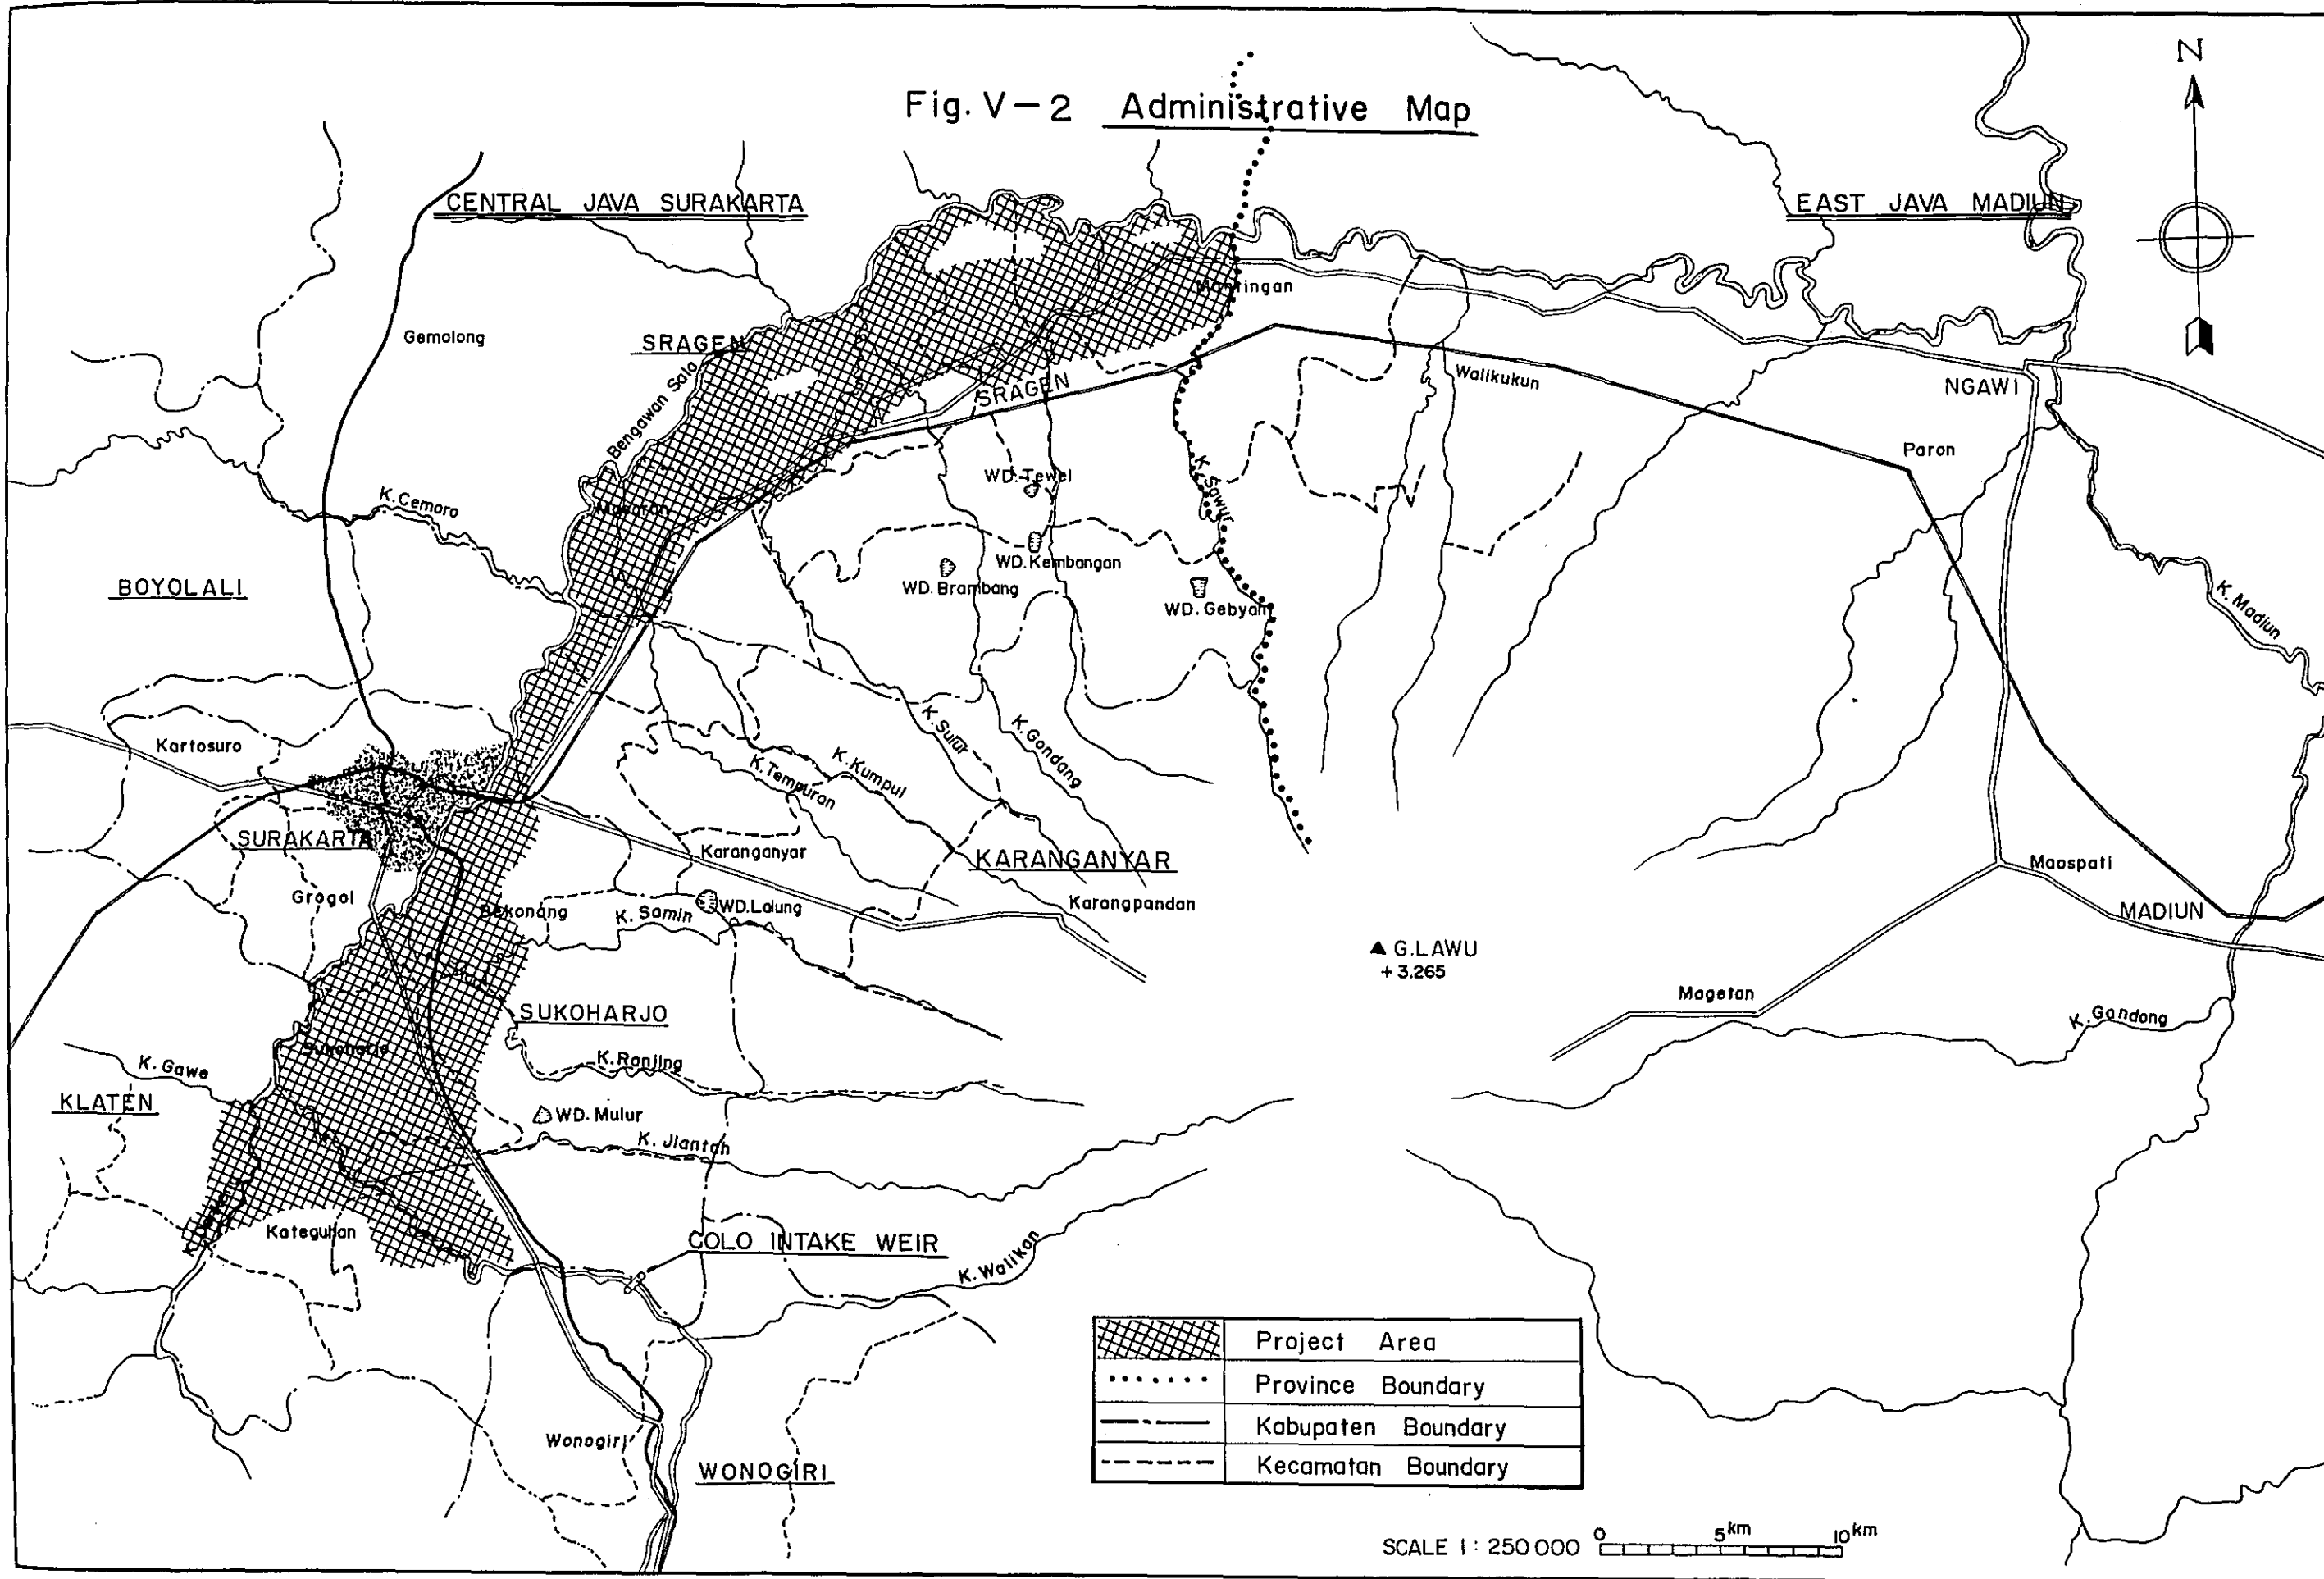 Fig. V-2 Administrative Map
N
CENTRAL JAVA SURAKARTA
EAST JAVA MADIUN
Mantingan
Gemolong
SRAGEN
Bengawan Solo
SRAGEN
Walikukun
NGAWI
Paron
K. Cemoro
Masaran
WD. Tewel
K. Sawur
WD. Kembangan
WD. Brambang
WD. Gebyan
BOYOLALI
K. Madiun
Kartosuro
K. Tempuran
K. Kumpul
K. Sulur
K. Gondang
SURAKARTA
Karanganyar
KARANGANYAR
Maospati
Grogol
Bekonang
K. Samin
WD. Lalung
Karangpandan
MADIUN
▲ G. LAWU
+ 3.265
Magetan
K. Gandong
SUKOHARJO
Sukoharjo
K. Gawe
K. Ranjing
KLATEN
WD. Mulur
K. Jlantah
Kateguhan
COLO INTAKE WEIR
K. Walikan
Wonogiri
WONOGIRI
Project Area
Province Boundary
Kabupaten Boundary
Kecamatan Boundary
SCALE 1 : 250 000
0 5km 10km